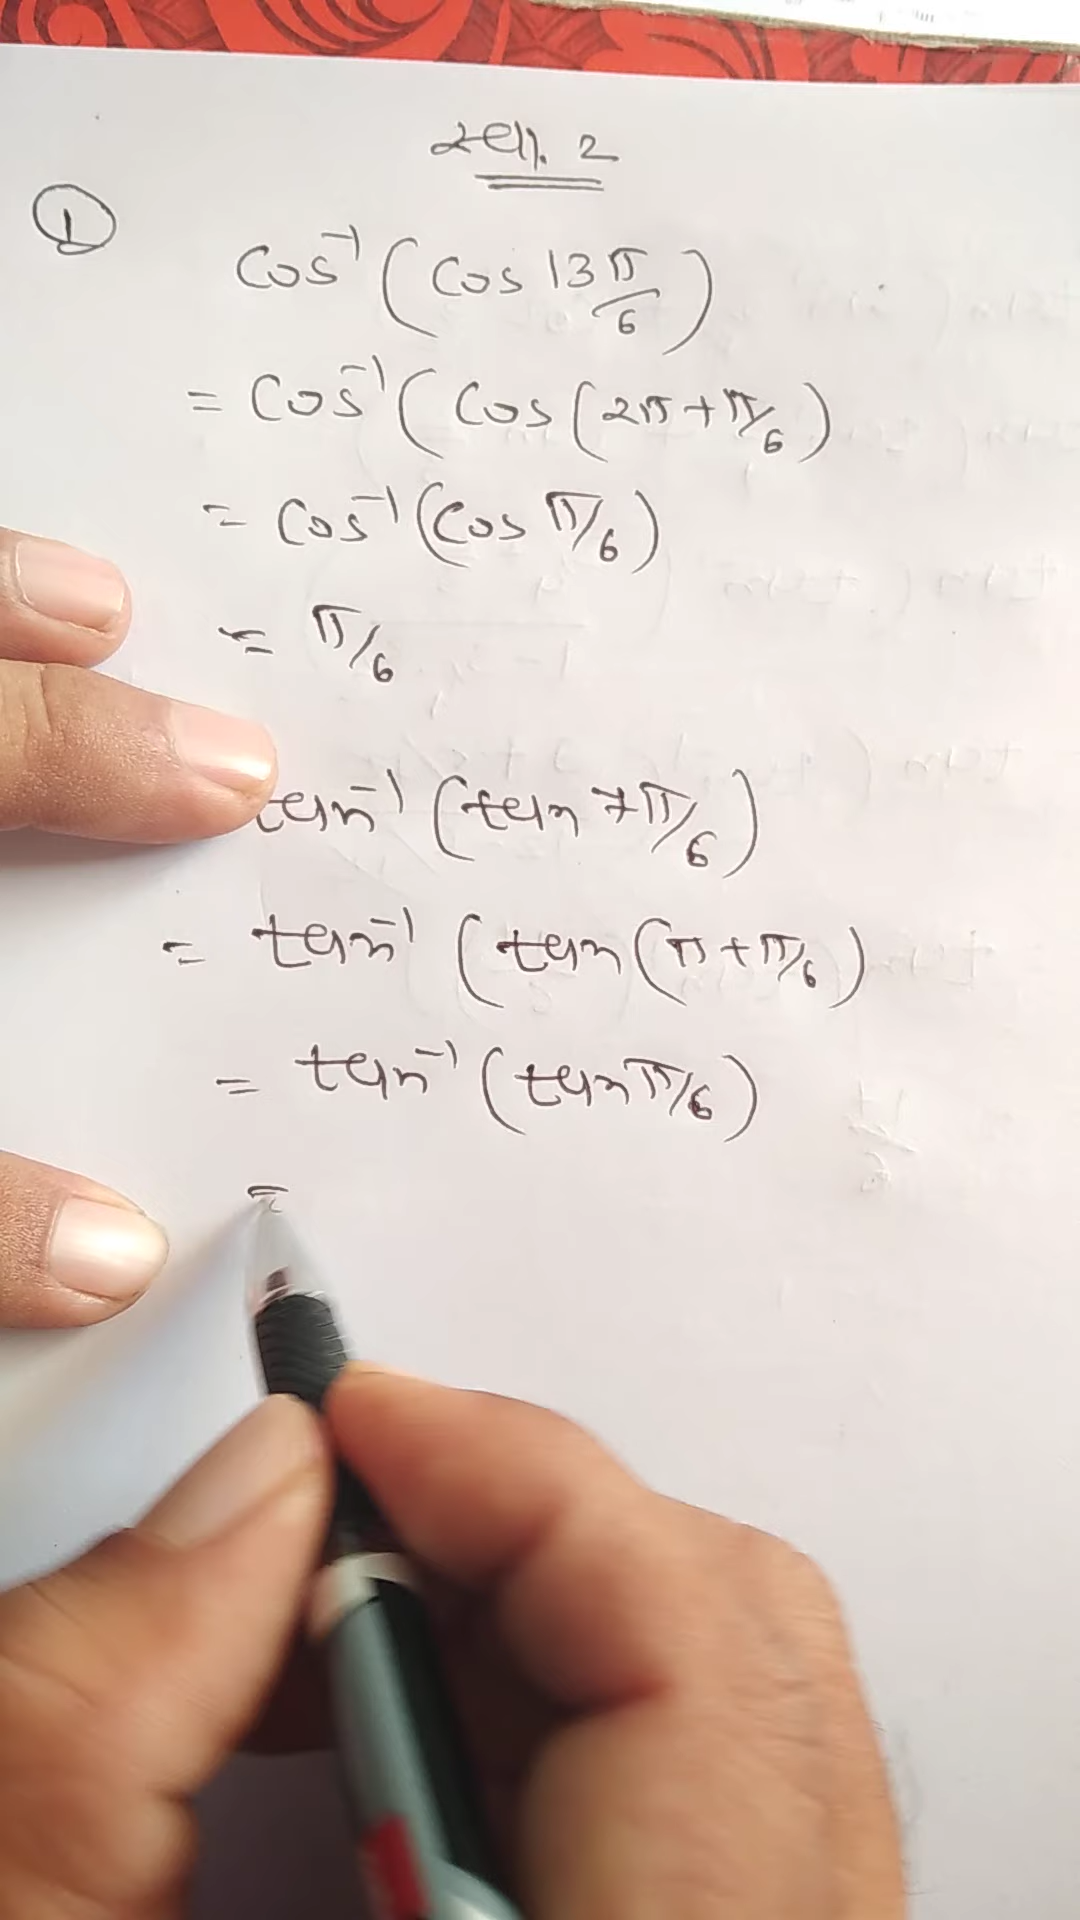 સ્વા. 2
①
cos⁻¹ (cos 13π/6)
= cos⁻¹ (cos (2π + π/6)
= cos⁻¹ (cos π/6)
= π/6
tan⁻¹ (tan 7π/6)
= tan⁻¹ (tan (π + π/6)
= tan⁻¹ (tan π/6)
=